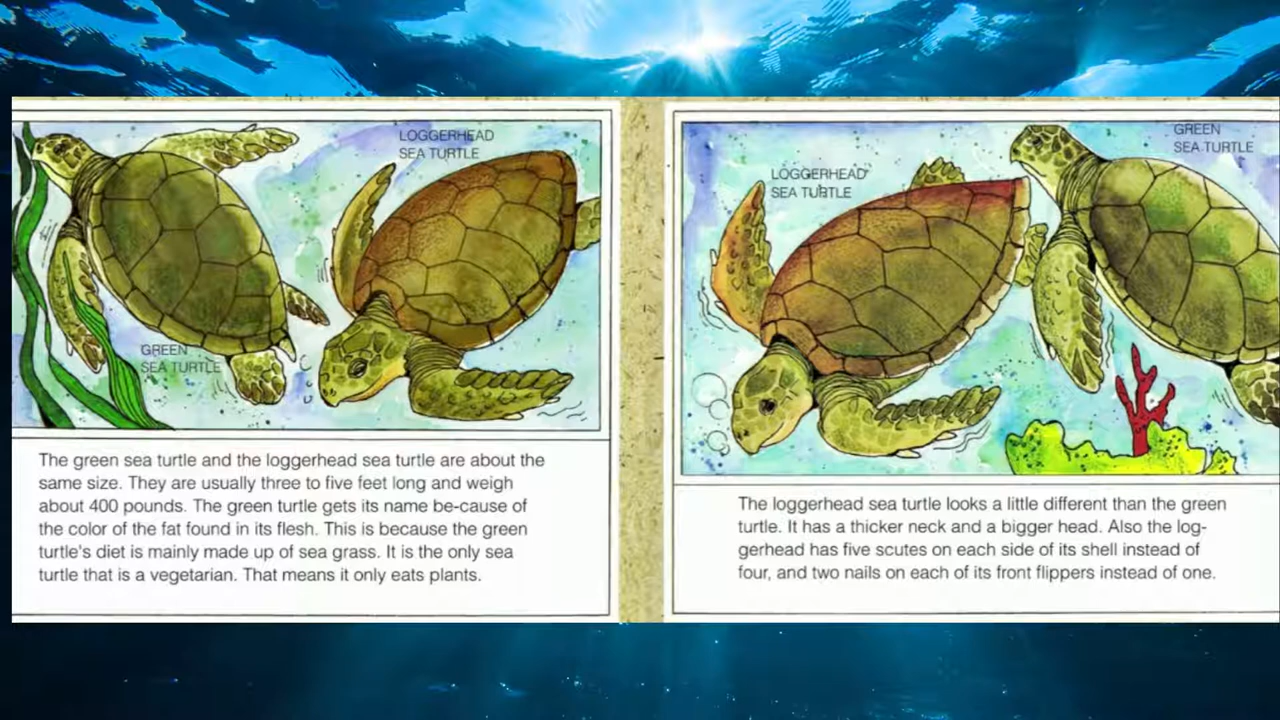 LOGGERHEAD
SEA TURTLE
GREEN
SEA TURTLE
The green sea turtle and the loggerhead sea turtle are about the
same size. They are usually three to five feet long and weigh
about 400 pounds. The green turtle gets its name be-cause of
the color of the fat found in its flesh. This is because the green
turtle's diet is mainly made up of sea grass. It is the only sea
turtle that is a vegetarian. That means it only eats plants.
GREEN
SEA TURTLE
LOGGERHEAD
SEA TURTLE
The loggerhead sea turtle looks a little different than the green
turtle. It has a thicker neck and a bigger head. Also the log-
gerhead has five scutes on each side of its shell instead of
four, and two nails on each of its front flippers instead of one.